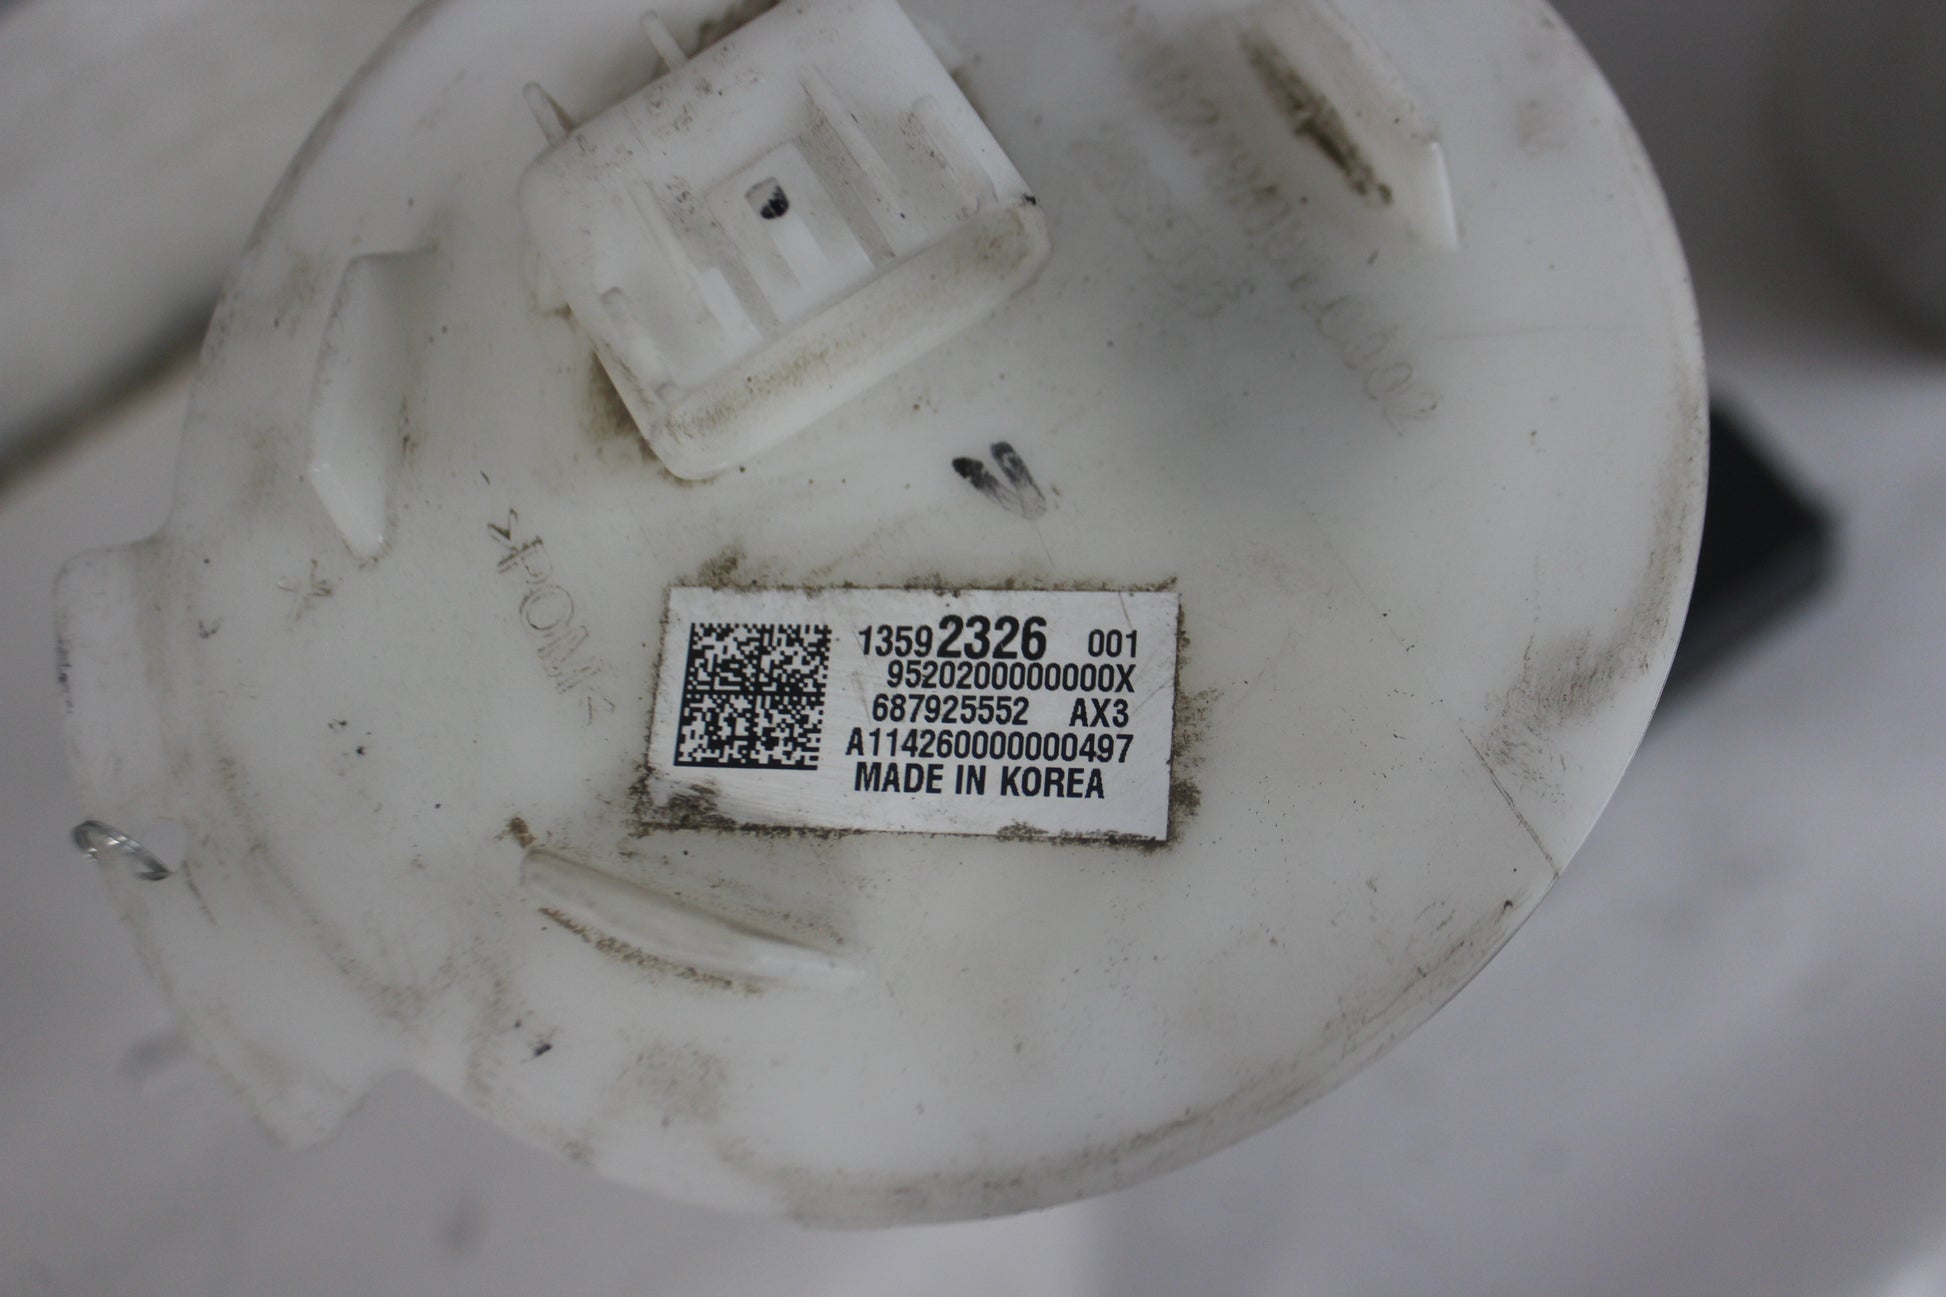 >POM<
13592326 001
9520200000000X
687925552 AX3
A114260000000497
MADE IN KOREA